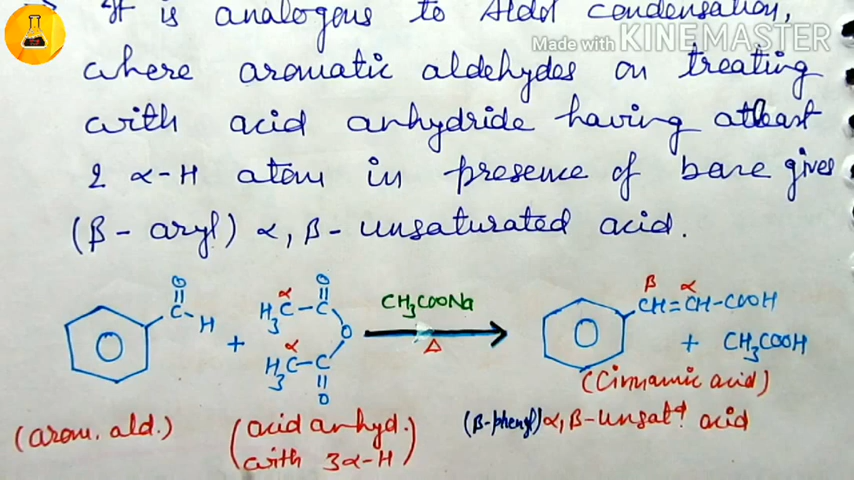 It is analogous to Aldol condensation,
Made with KINEMASTER
where aromatic aldehydes on treating
with acid anhydride having atleast
2 α-H atom in presence of base gives
(β- aryl) α, β- unsaturated acid.
O
C
H
+
H3C
α
C
O
O
H3C
α
C
O
CH3COONa
Δ
β α
CH=CH-COOH
+ CH3COOH
(Cinnamic acid)
(arom. ald.)
(acid anhyd.
with 3α-H)
(β-phenyl) α, β-unsatd acid